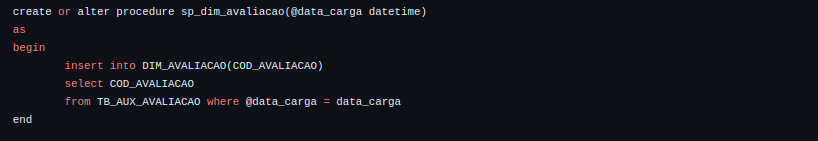 create or alter procedure sp_dim_avaliacao(@data_carga datetime)
as
begin
insert into DIM_AVALIACAO(COD_AVALIACAO)
select COD_AVALIACAO
from TB_AUX_AVALIACAO where @data_carga = data_carga
end